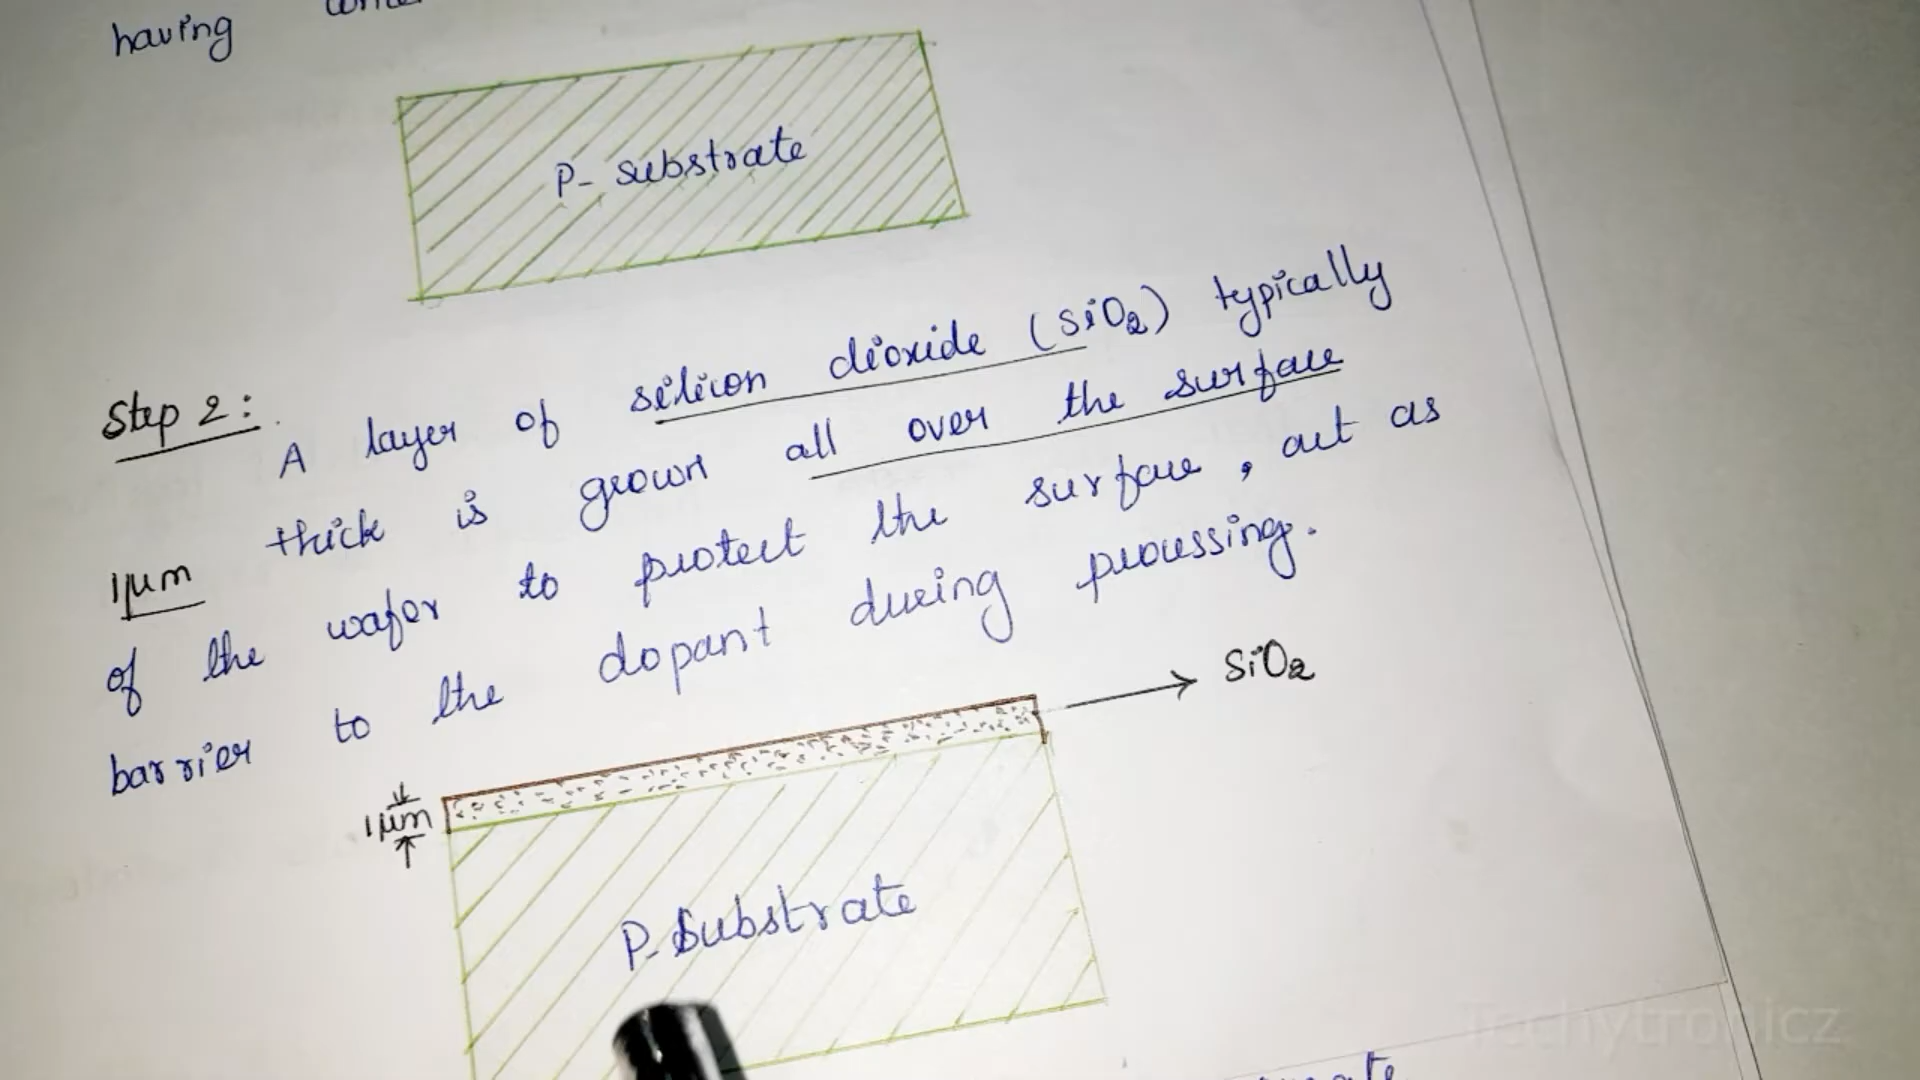 having
P- substrate
Step 2:
A layer of silicon dioxide (SiO2) typically
1μm thick is grown all over the surface
of the wafer to protect the surface, act as
barrier to the dopant during processing.
SiO2
1μm
P-Substrate
Techytronicz